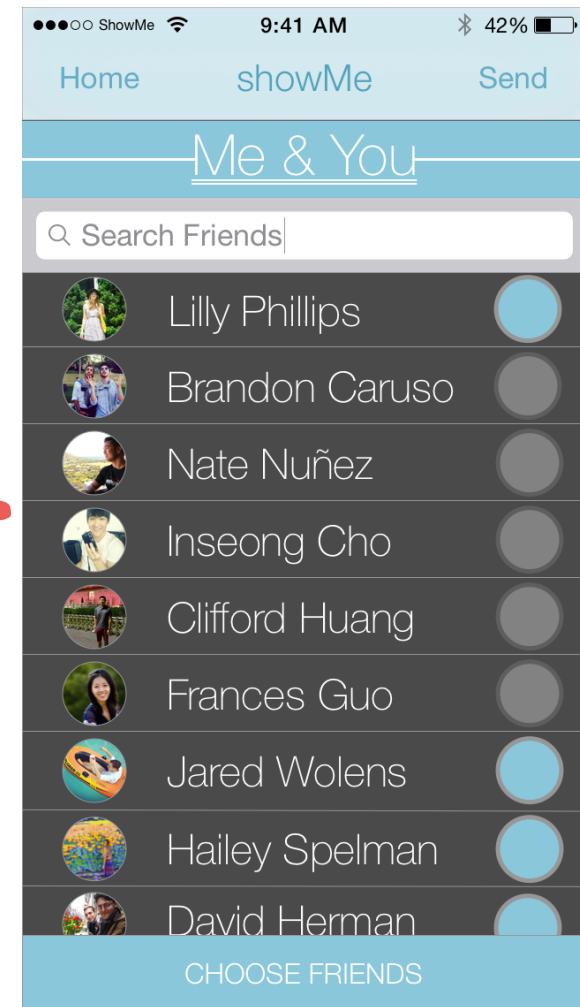 ShowMe 9:41 AM 42%
Home showMe Send
Me & You
Search Friends
Lilly Phillips
Brandon Caruso
Nate Nuñez
Inseong Cho
Clifford Huang
Frances Guo
Jared Wolens
Hailey Spelman
David Herman
CHOOSE FRIENDS